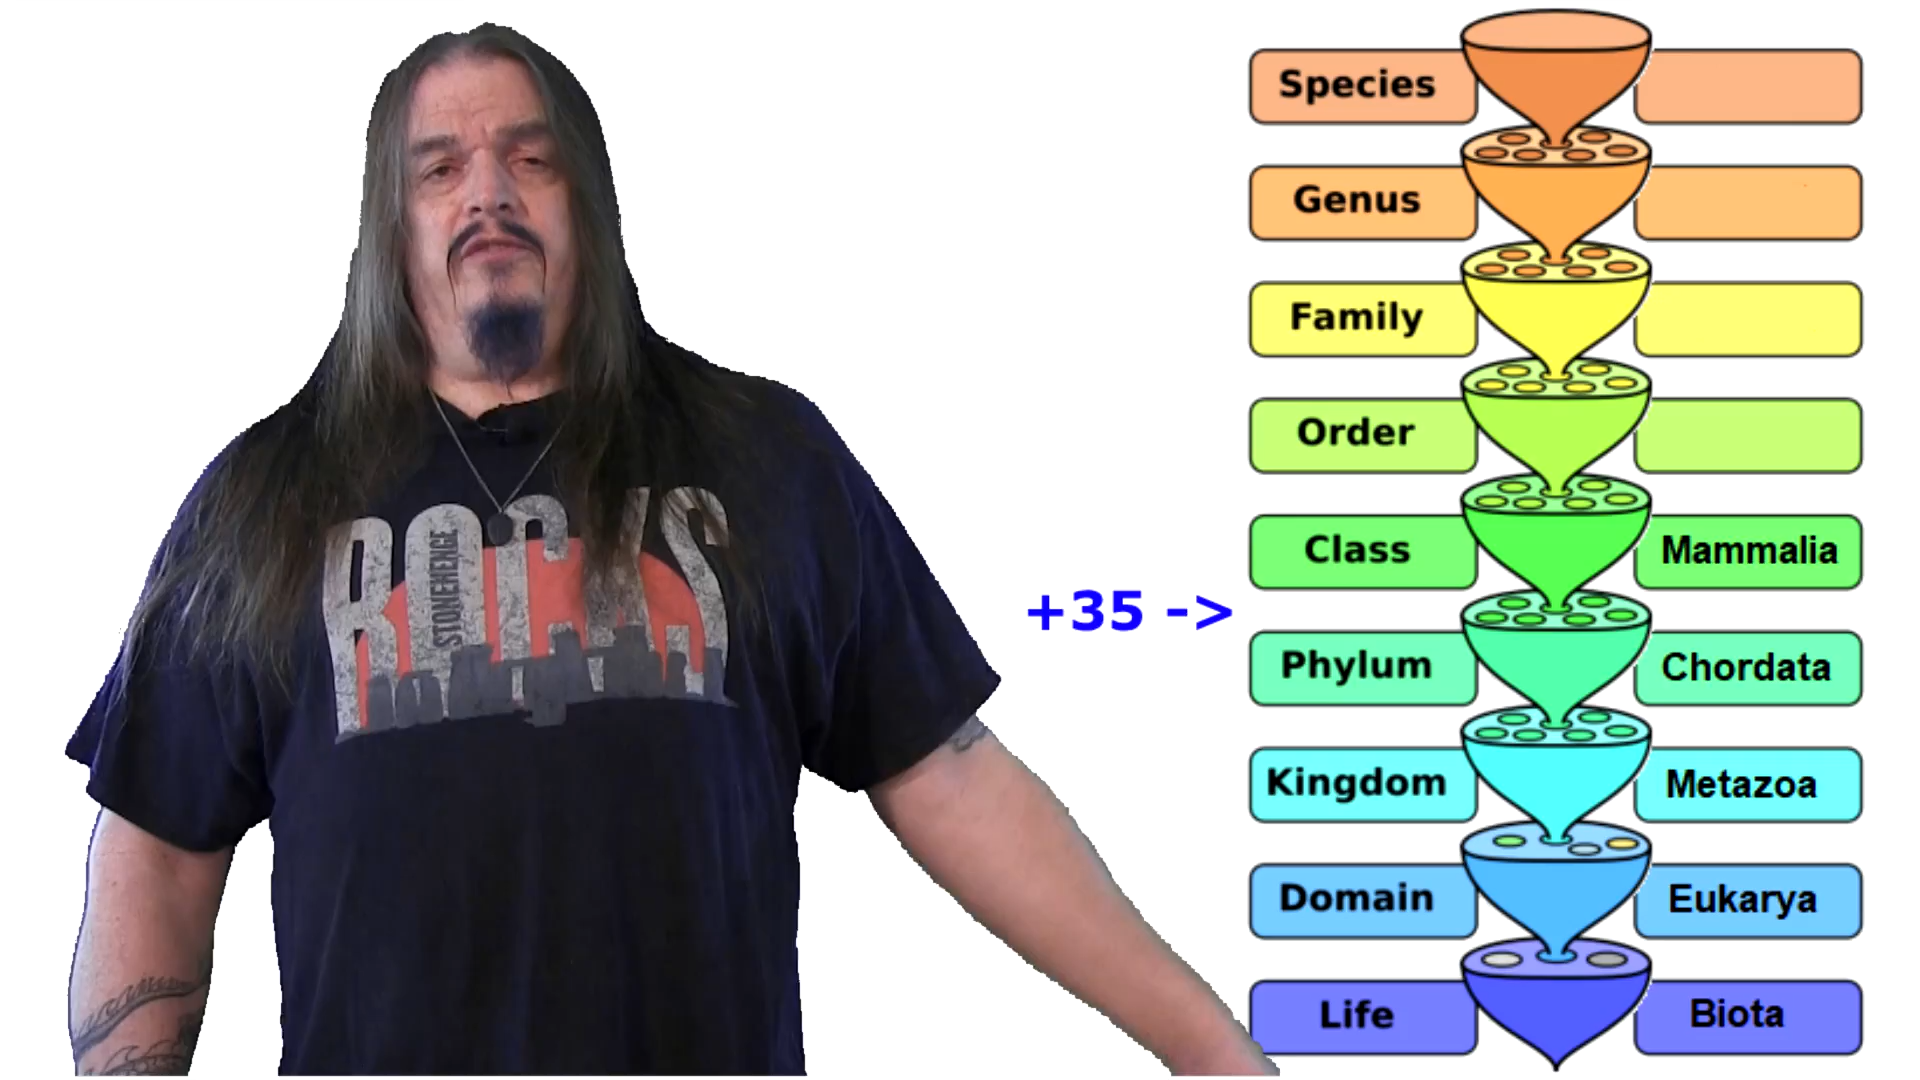 ROCKS
STONEHENGE
+35 ->
Species
Genus
Family
Order
Class Mammalia
Phylum Chordata
Kingdom Metazoa
Domain Eukarya
Life Biota